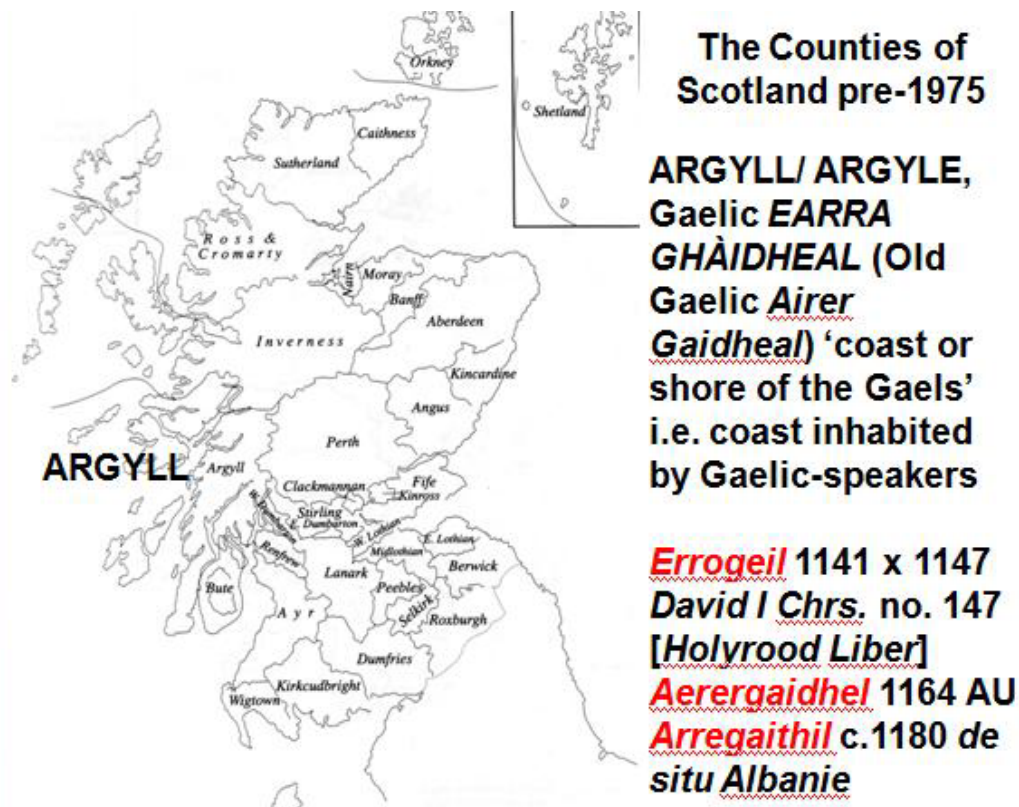 The Counties of
Scotland pre-1975
ARGYLL/ ARGYLE,
Gaelic EARRA
GHÀIDHEAL (Old
Gaelic Airer
Gaidheal) ‘coast or
shore of the Gaels’
i.e. coast inhabited
by Gaelic-speakers
Errogeil 1141 x 1147
David I Chrs. no. 147
[Holyrood Liber]
Aerergaidhel 1164 AU
Arregaithil c.1180 de
situ Albanie
Orkney
Shetland
Caithness
Sutherland
Ross &
Cromarty
Nairn
Moray
Banff
Aberdeen
Inverness
Kincardine
Angus
Perth
ARGYLL
Argyll
Clackmannan
Fife
Kinross
Stirling
W. Dumbarton
E. Dumbarton
W. Lothian
E. Lothian
Midlothian
Renfrew
Lanark
Berwick
Bute
Peebles
Selkirk
Roxburgh
Ayr
Dumfries
Kirkcudbright
Wigtown